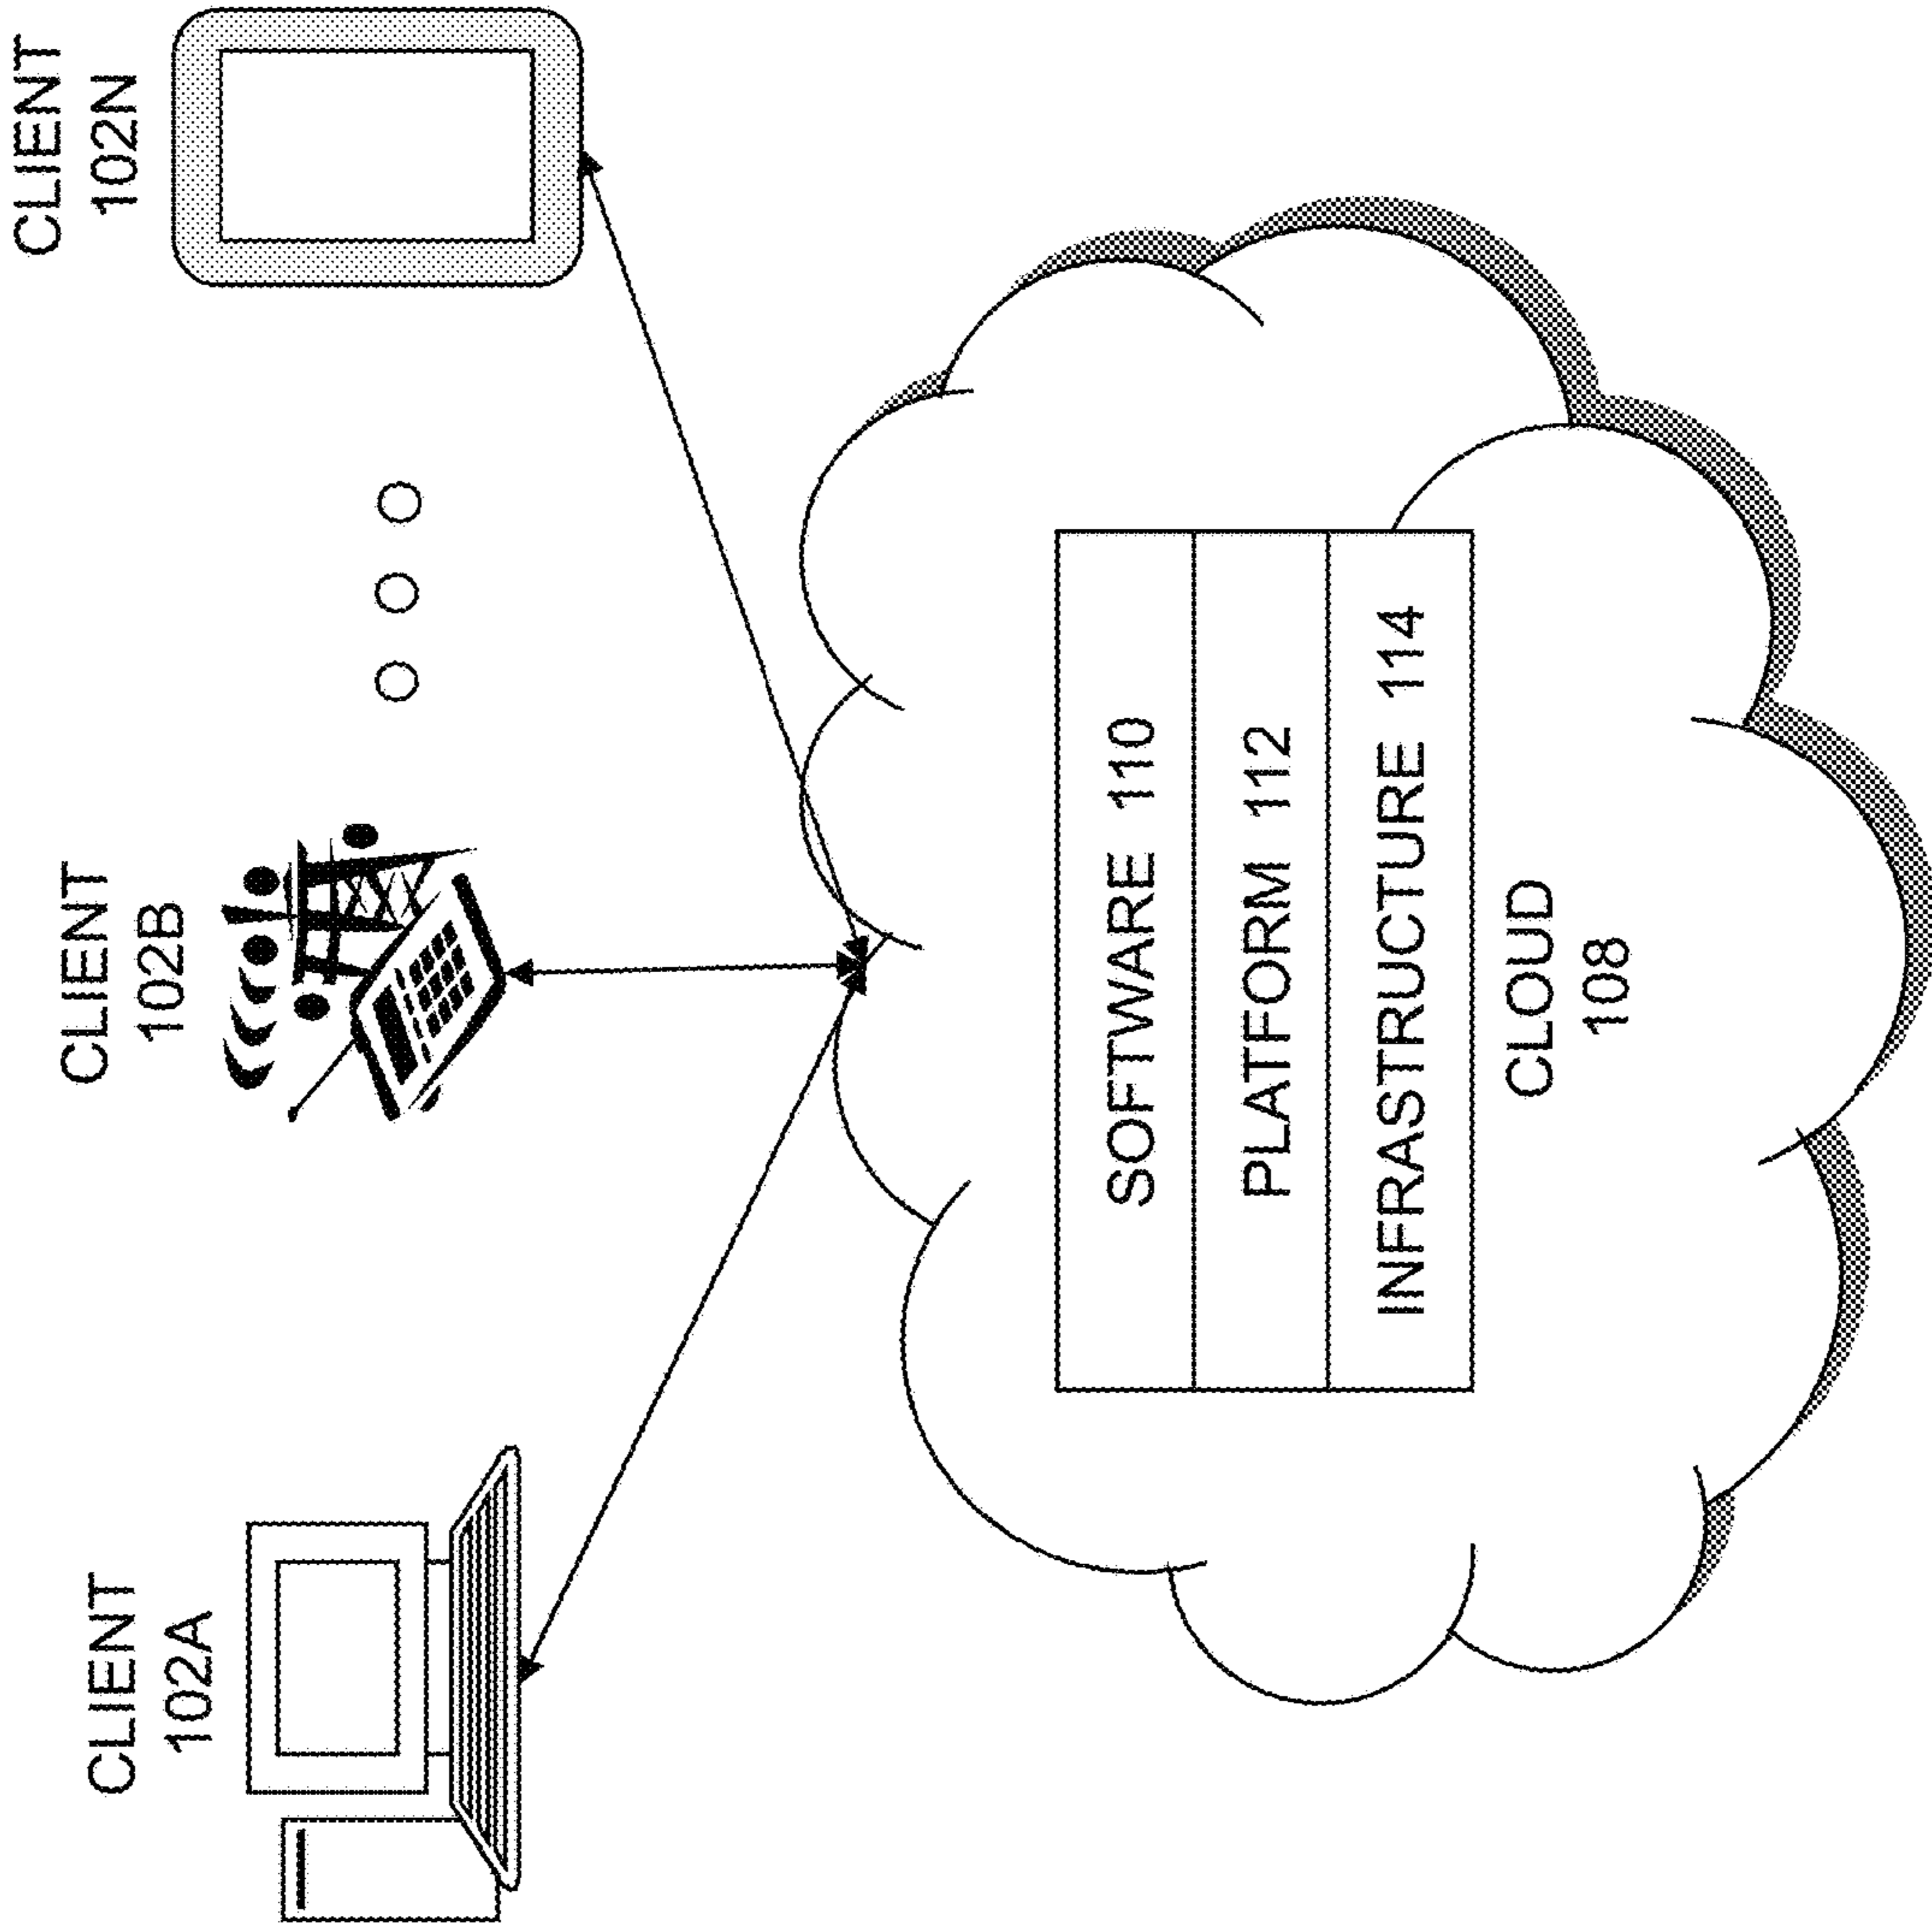 CLIENT
102A
CLIENT
102B
CLIENT
102N
SOFTWARE 110
PLATFORM 112
INFRASTRUCTURE 114
CLOUD
108